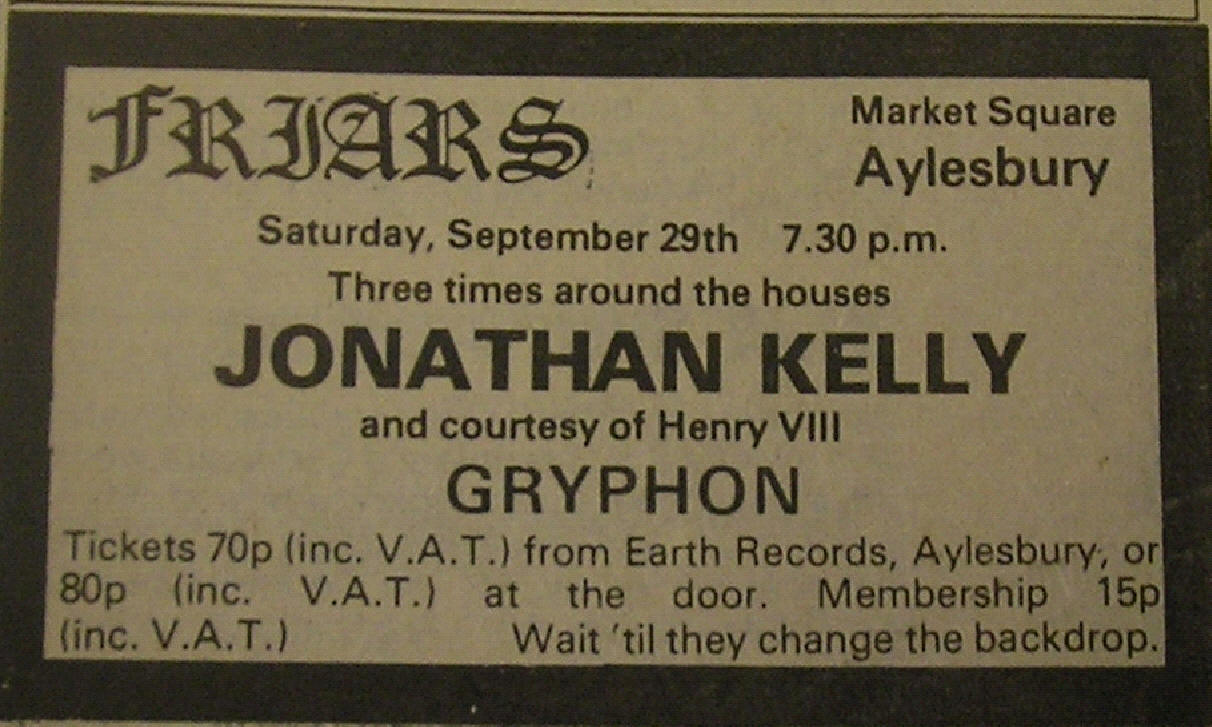 FRIARS
Market Square
Aylesbury
Saturday, September 29th 7.30 p.m.
Three times around the houses
JONATHAN KELLY
and courtesy of Henry VIII
GRYPHON
Tickets 70p (inc. V.A.T.) from Earth Records, Aylesbury, or
80p (inc. V.A.T.) at the door. Membership 15p
(inc. V.A.T.) Wait 'til they change the backdrop.